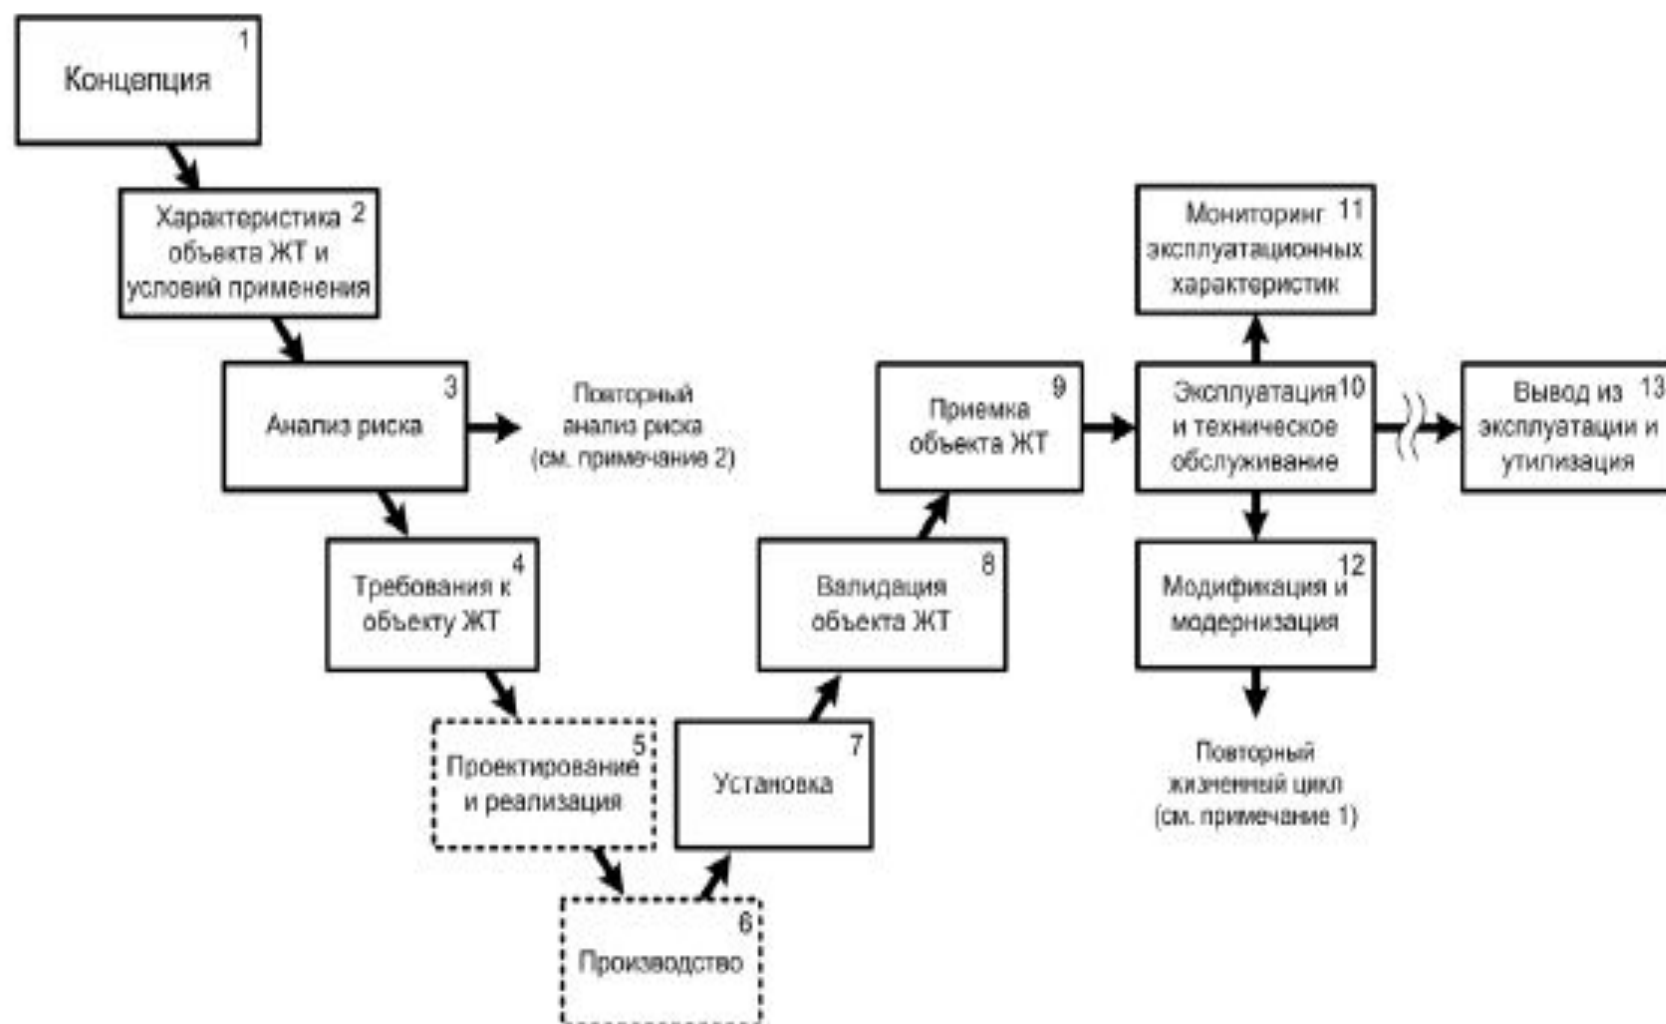 1
Концепция
Характеристика 2
объекта ЖТ и
условий применения
3
Анализ риска
Повторный
анализ риска
(см. примечание 2)
4
Требования к
объекту ЖТ
5
Проектирование
и реализация
6
Производство
7
Установка
8
Валидация
объекта ЖТ
9
Приемка
объекта ЖТ
Эксплуатация 10
и техническое
обслуживание
Мониторинг 11
эксплуатационных
характеристик
12
Модификация и
модернизация
Повторный
жизненный цикл
(см. примечание 1)
Вывод из 13
эксплуатации и
утилизация